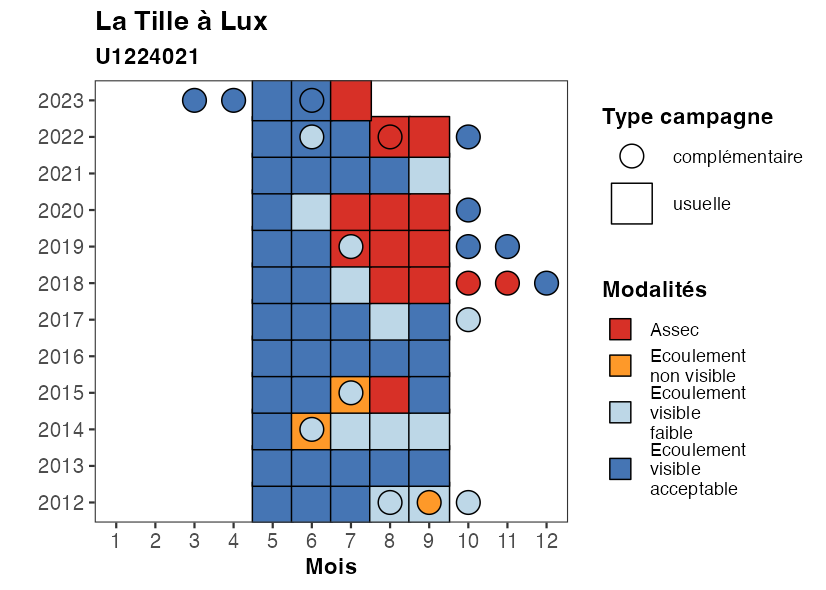 La Tille à Lux
U1224021
2023
2022
2021
2020
2019
2018
2017
2016
2015
2014
2013
2012
1 2 3 4 5 6 7 8 9 10 11 12
Mois
Type campagne
complémentaire
usuelle
Modalités
Assec
Ecoulement
non visible
Ecoulement
visible
faible
Ecoulement
visible
acceptable